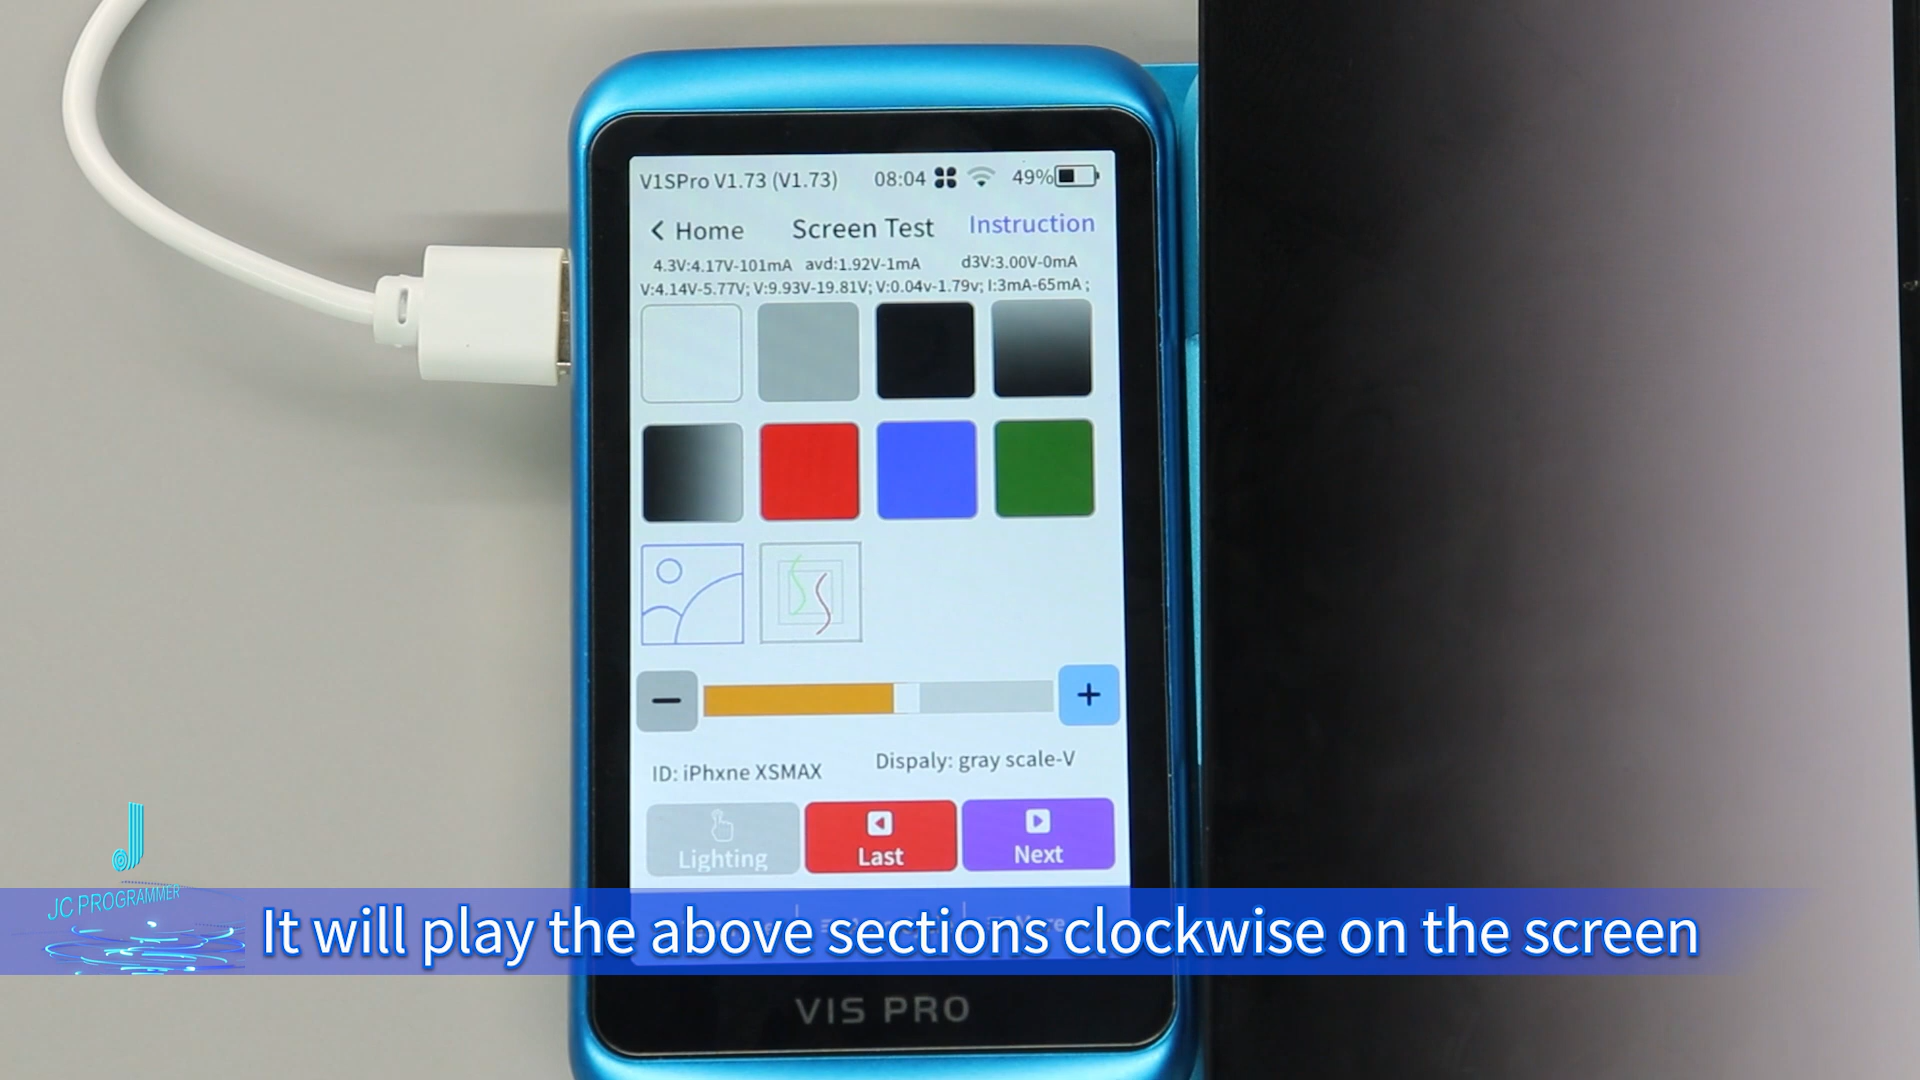 V1SPro V1.73 (V1.73) 08:04 49%
< Home Screen Test Instruction
4.3V:4.17V-101mA avd:1.92V-1mA d3V:3.00V-0mA
V:4.14V-5.77V; V:9.93V-19.81V; V:0.04v-1.79v; I:3mA-65mA ;
− +
ID: iPhxne XSMAX Dispaly: gray scale-V
Lighting Last Next
JC PROGRAMMER
It will play the above sections clockwise on the screen
VIS PRO